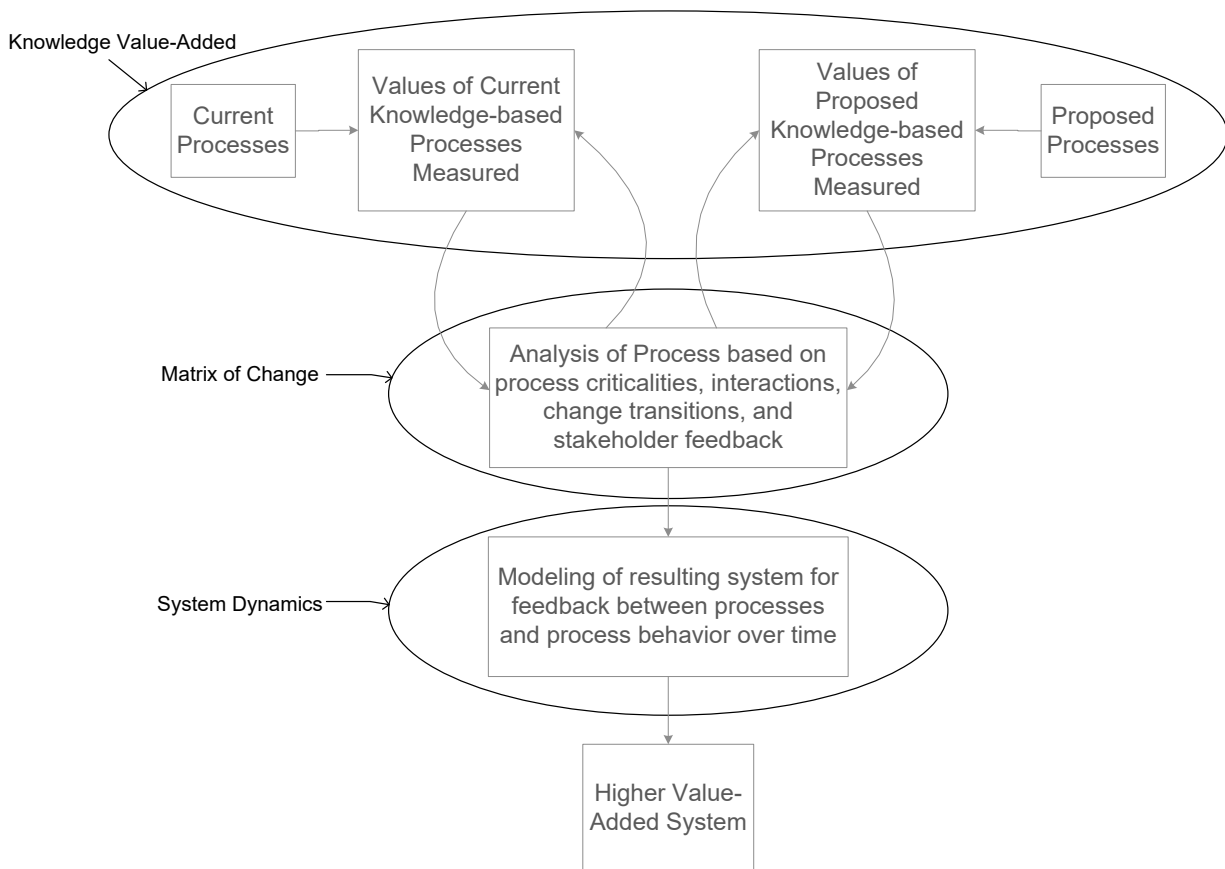 Knowledge Value-Added
Current
Processes
Values of Current
Knowledge-based
Processes
Measured
Values of
Proposed
Knowledge-based
Processes
Measured
Proposed
Processes
Matrix of Change
Analysis of Process based on
process criticalities, interactions,
change transitions, and
stakeholder feedback
System Dynamics
Modeling of resulting system for
feedback between processes
and process behavior over time
Higher Value-
Added System